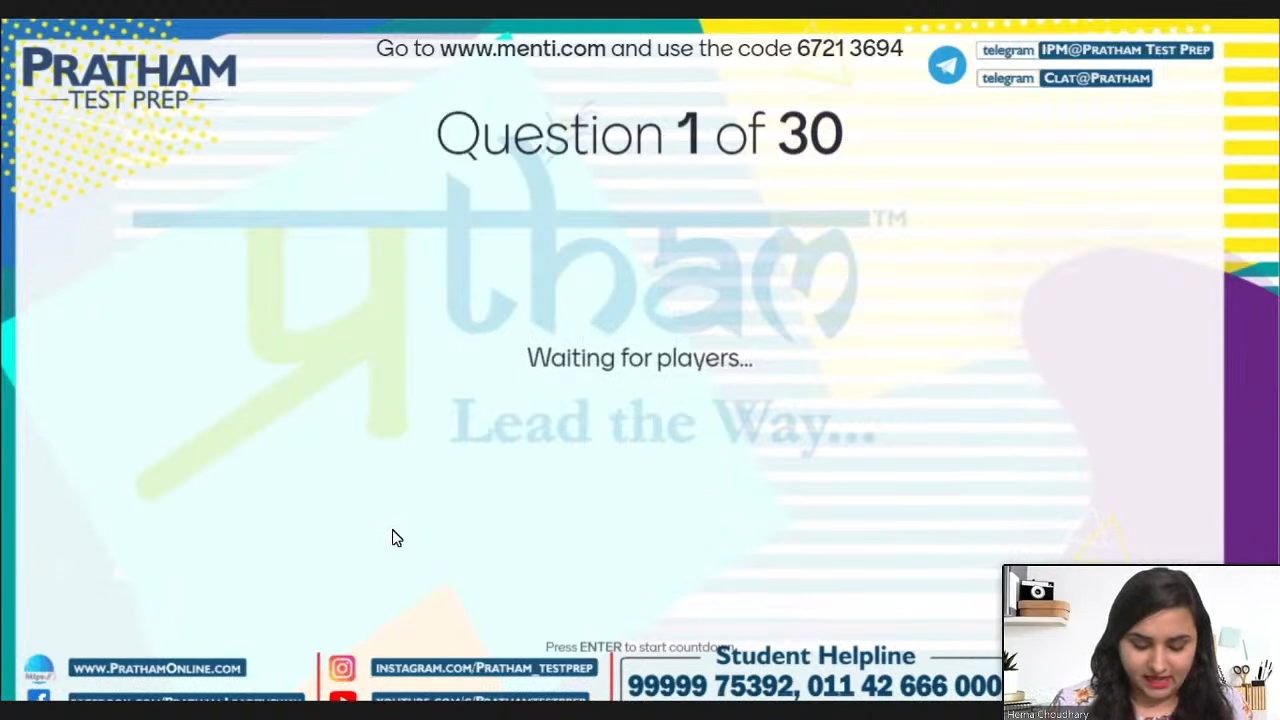 Go to www.menti.com and use the code 6721 3694
PRATHAM
TEST PREP
telegram IPM@PRATHAM TEST PREP
telegram CLAT@PRATHAM
Question 1 of 30
प्रtham TM
Waiting for players...
Lead the Way...
Press ENTER to start countdown
https://
WWW.PRATHAMONLINE.COM
INSTAGRAM.COM/PRATHAM_TESTPREP
Student Helpline
99999 75392, 011 42 666 000
Hema Choudhary